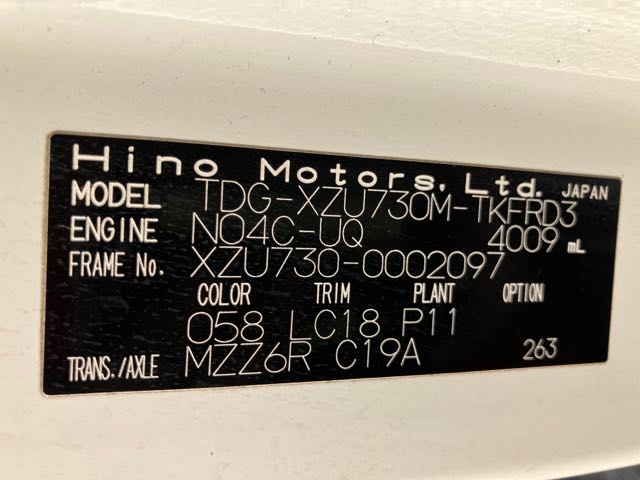 Hino Motors, Ltd. JAPAN
MODEL TDG-XZU730M-TKFRD3
ENGINE N04C-UQ 4009 mL
FRAME No. XZU730-0002097
COLOR TRIM PLANT OPTION
058 LC18 P11
TRANS./AXLE MZZ6R C19A 263